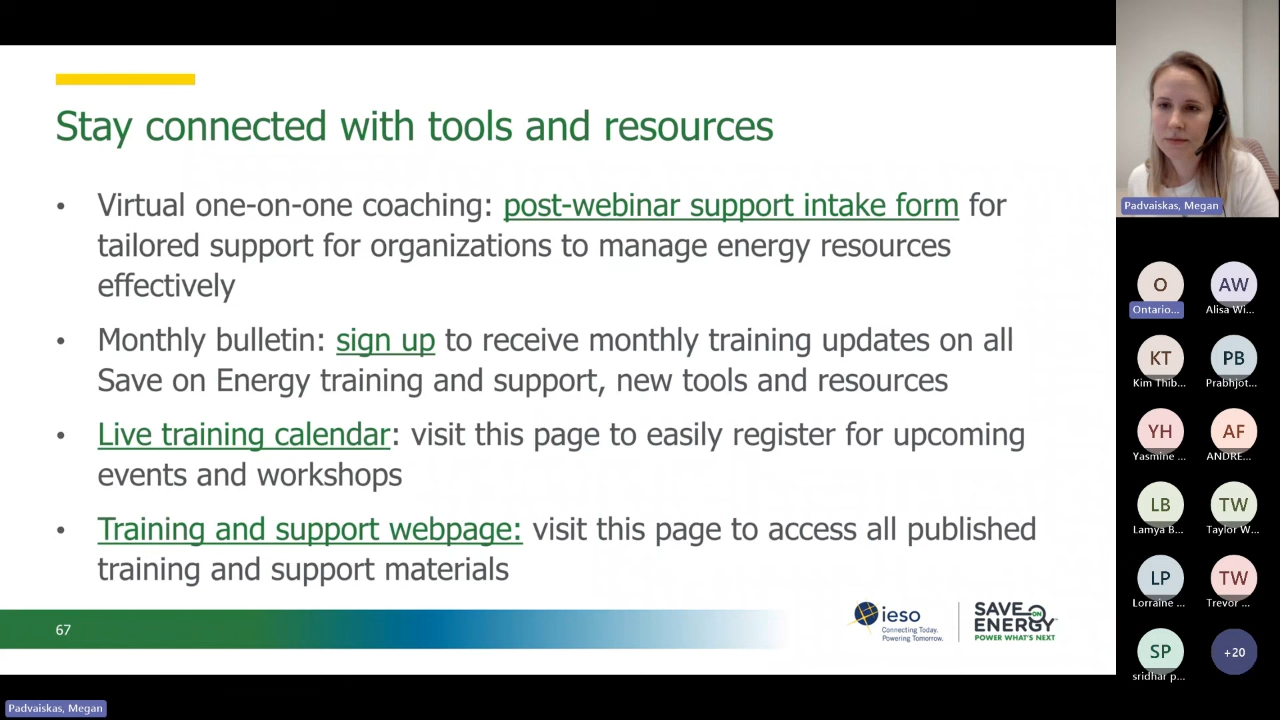 Stay connected with tools and resources
• Virtual one-on-one coaching: post-webinar support intake form for
tailored support for organizations to manage energy resources
effectively
• Monthly bulletin: sign up to receive monthly training updates on all
Save on Energy training and support, new tools and resources
• Live training calendar: visit this page to easily register for upcoming
events and workshops
• Training and support webpage: visit this page to access all published
training and support materials
67
ieso
Connecting Today.
Powering Tomorrow.
SAVE ON
ENERGY
POWER WHAT'S NEXT
Padvaiskas, Megan
O
AW
Ontario...
Alisa Wi...
KT
PB
Kim Thib...
Prabhjot...
YH
AF
Yasmine ...
ANDRE...
LB
TW
Lamya B...
Taylor W...
LP
TW
Lorraine ...
Trevor ...
SP
+20
sridhar p...
Padvaiskas, Megan